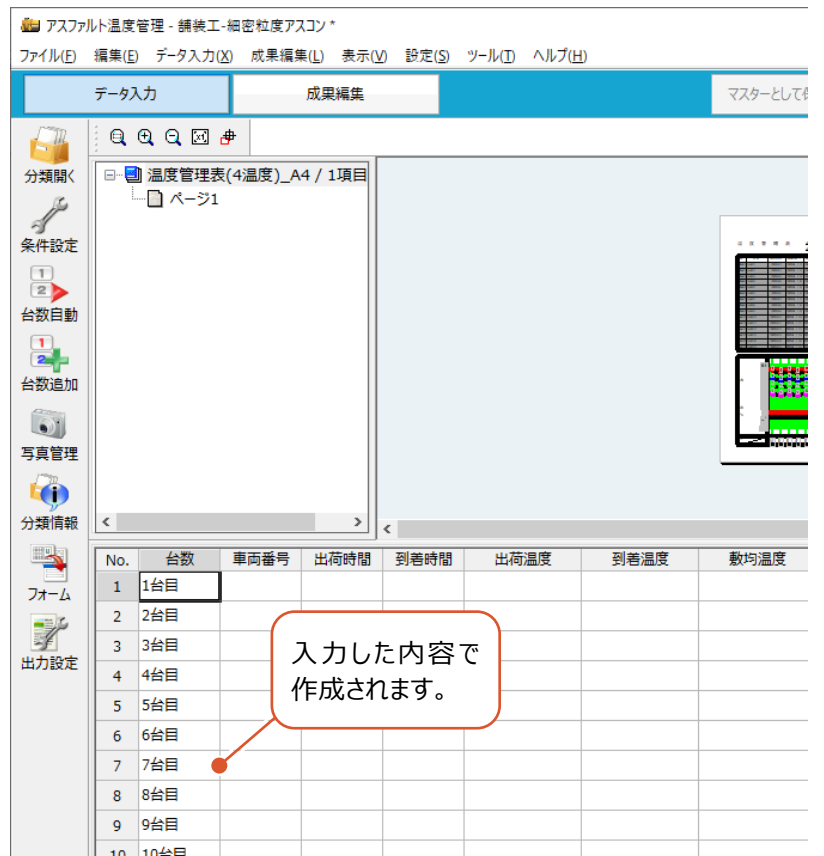 アスファルト温度管理 - 舗装工-細密粒度アスコン *
ファイル(F) 編集(E) データ入力(X) 成果編集(L) 表示(V) 設定(S) ツール(T) ヘルプ(H)
データ入力 成果編集 マスターとして
分類開く
条件設定
台数自動
台数追加
写真管理
分類情報
フォーム
出力設定
温度管理表(4温度)_A4 / 1項目
ページ1
No. 台数 車両番号 出荷時間 到着時間 出荷温度 到着温度 敷均温度
1 1台目
2 2台目
3 3台目
4 4台目
5 5台目
6 6台目
7 7台目
8 8台目
9 9台目
10 10台目
入力した内容で
作成されます。